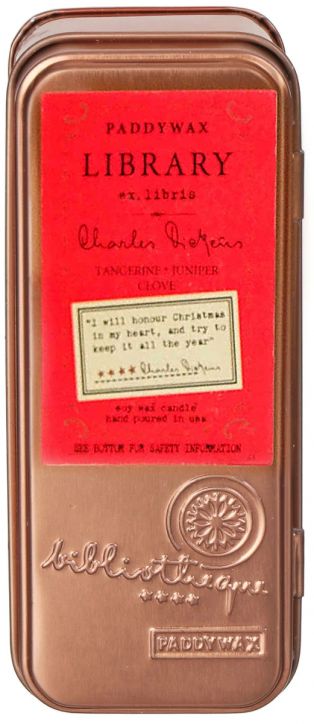 PADDYWAX
LIBRARY
ex.libris
Charles Dickens
TANGERINE • JUNIPER
CLOVE
"I will honour Christmas
in my heart, and try to
keep it all the year"
**** Charles Dickens
soy wax candle
hand poured in usa
SEE BOTTOM FOR SAFETY INFORMATION
bibliothèque
****
PADDYWAX